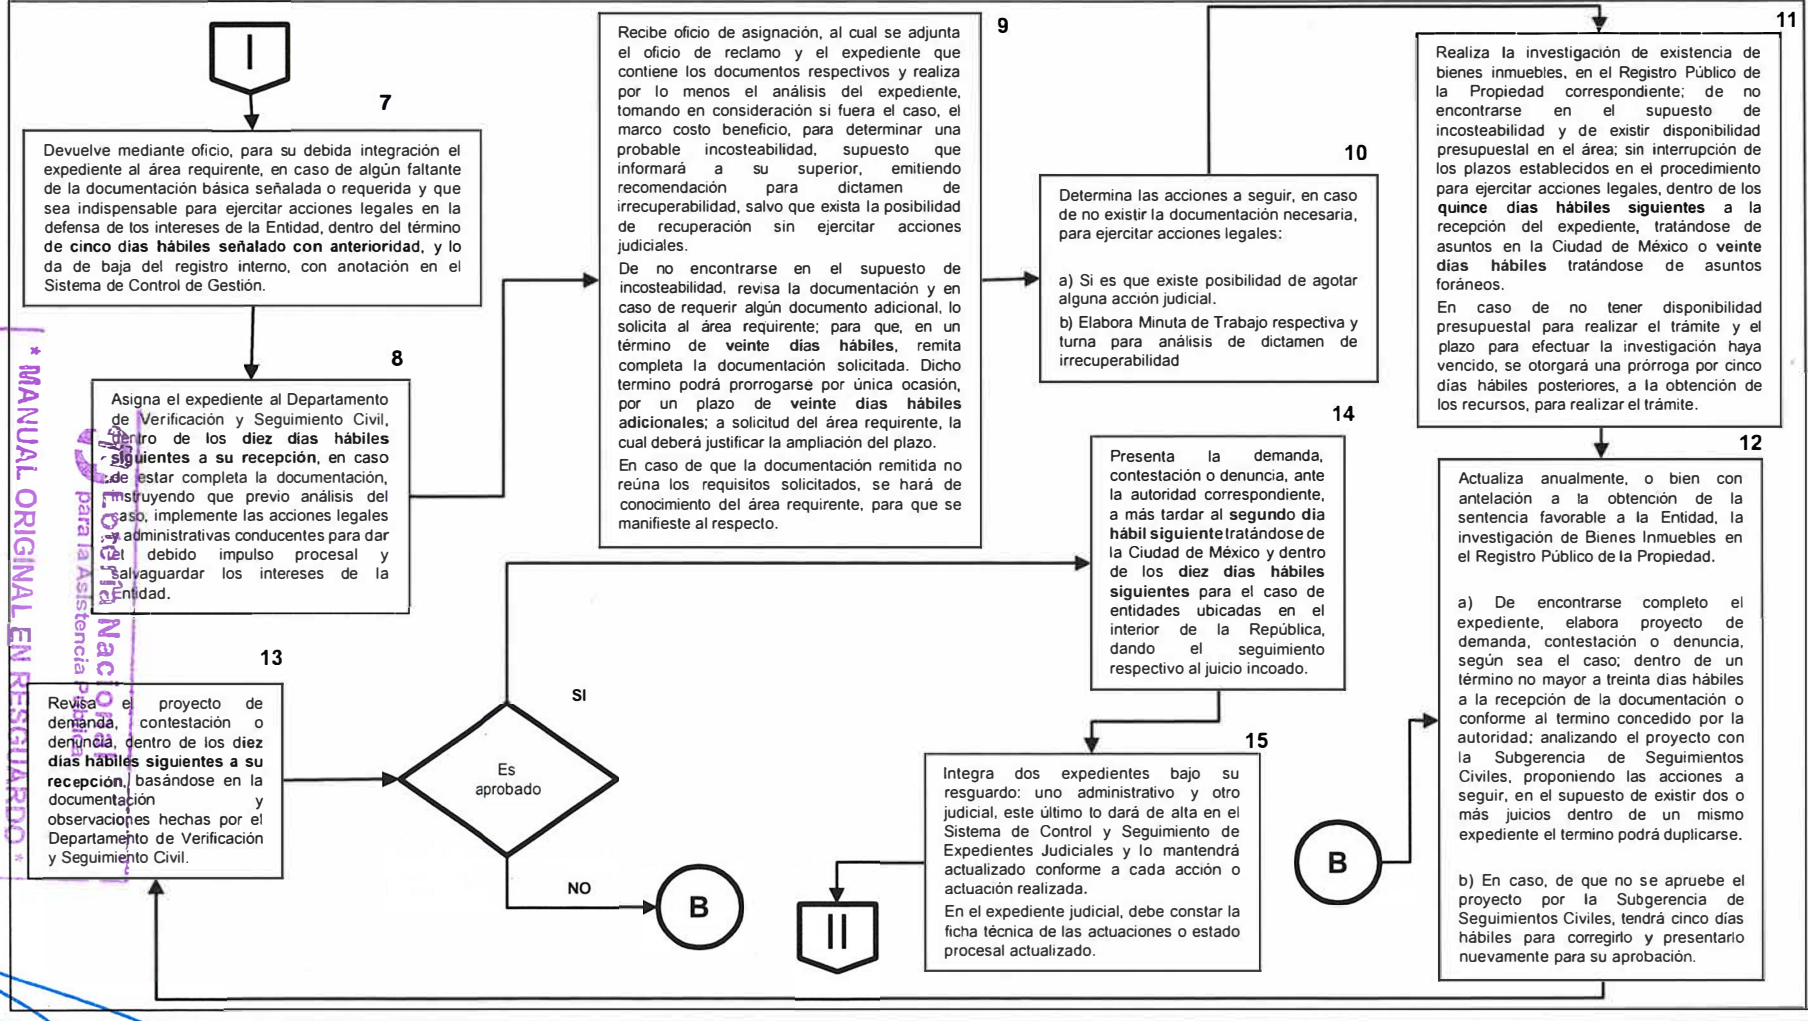 I
7
Devuelve mediante oficio, para su debida integración el
expediente al área requirente, en caso de algún faltante
de la documentación básica señalada o requerida y que
sea indispensable para ejercitar acciones legales en la
defensa de tos intereses de la Entidad, dentro del término
de cinco días hábiles señalado con anterioridad, y lo
da de baja del registro interno, con anotación en el
Sistema de Control de Gestión.
8
Asigna el expediente al Departamento
de Verificación y Seguimiento Civil,
dentro de los diez días hábiles
siguientes a su recepción, en caso
de estar completa la documentación,
instruyendo que previo análisis del
caso, implemente las acciones legales
y administrativas conducentes para dar
et debido impulso procesal y
salvaguardar los intereses de la
Entidad.
9
Recibe oficio de asignación, al cual se adjunta
el oficio de reclamo y el expediente que
contiene los documentos respectivos y realiza
por lo menos el análisis del expediente,
tomando en consideración si fuera el caso, el
marco costo beneficio, para determinar una
probable incosteabilidad, supuesto que
informará a su superior, emitiendo
recomendación para dictamen de
irrecuperabilidad, salvo que exista la posibilidad
de recuperación sin ejercitar acciones
judiciales.
De no encontrarse en el supuesto de
incosteabilidad, revisa la documentación y en
caso de requerir algún documento adicional, lo
solicita al área requirente; para que, en un
término de veinte días hábiles, remita
completa la documentación solicitada. Dicho
termino podrá prorrogarse por única ocasión,
por un plazo de veinte días hábiles
adicionales; a solicitud del área requirente, la
cual deberá justificar la ampliación del plazo.
En caso de que la documentación remitida no
reúna los requisitos solicitados, se hará de
conocimiento del área requirente, para que se
manifieste al respecto.
10
Determina las acciones a seguir, en caso
de no existir la documentación necesaria,
para ejercitar acciones legales:
a) Si es que existe posibilidad de agotar
alguna acción judicial.
b) Elabora Minuta de Trabajo respectiva y
turna para análisis de dictamen de
irrecuperabilidad
11
Realiza la investigación de existencia de
bienes inmuebles, en el Registro Público de
la Propiedad correspondiente; de no
encontrarse en el supuesto de
incosteabilidad y de existir disponibilidad
presupuestal en el área; sin interrupción de
los plazos establecidos en el procedimiento
para ejercitar acciones legales, dentro de los
quince días hábiles siguientes a la
recepción del expediente, tratándose de
asuntos en la Ciudad de México o veinte
días hábiles tratándose de asuntos
foráneos.
En caso de no tener disponibilidad
presupuestal para realizar el trámite y el
plazo para efectuar la investigación haya
vencido, se otorgará una prórroga por cinco
días hábiles posteriores, a la obtención de
los recursos, para realizar el trámite.
12
Actualiza anualmente, o bien con
antelación a la obtención de la
sentencia favorable a la Entidad, la
investigación de Bienes Inmuebles en
el Registro Público de la Propiedad.
a) De encontrarse completo el
expediente, elabora proyecto de
demanda, contestación o denuncia,
según sea el caso; dentro de un
término no mayor a treinta días hábiles
a la recepción de la documentación o
conforme al termino concedido por la
autoridad; analizando el proyecto con
la Subgerencia de Seguimientos
Civiles, proponiendo las acciones a
seguir, en el supuesto de existir dos o
más juicios dentro de un mismo
expediente el termino podrá duplicarse.
b) En caso, de que no se apruebe el
proyecto por la Subgerencia de
Seguimientos Civiles, tendrá cinco días
hábiles para corregirlo y presentarlo
nuevamente para su aprobación.
13
Revisa el proyecto de
demanda, contestación o
denuncia, dentro de los diez
días hábiles siguientes a su
recepción, basándose en la
documentación y
observaciones hechas por el
Departamento de Verificación
y Seguimiento Civil.
Es
aprobado
SI
NO
B
14
Presenta la demanda,
contestación o denuncia, ante
la autoridad correspondiente,
a más tardar al segundo día
hábil siguiente tratándose de
la Ciudad de México y dentro
de los diez días hábiles
siguientes para el caso de
entidades ubicadas en el
interior de la República,
dando el seguimiento
respectivo al juicio incoado.
15
Integra dos expedientes bajo su
resguardo: uno administrativo y otro
judicial, este último to dará de alta en el
Sistema de Control y Seguimiento de
Expedientes Judiciales y lo mantendrá
actualizado conforme a cada acción o
actuación realizada.
En el expediente judicial, debe constar la
ficha técnica de las actuaciones o estado
procesal actualizado.
II
B
Lotería Nacional
para la Asistencia Pública
* MANUAL ORIGINAL EN RESGUARDO *